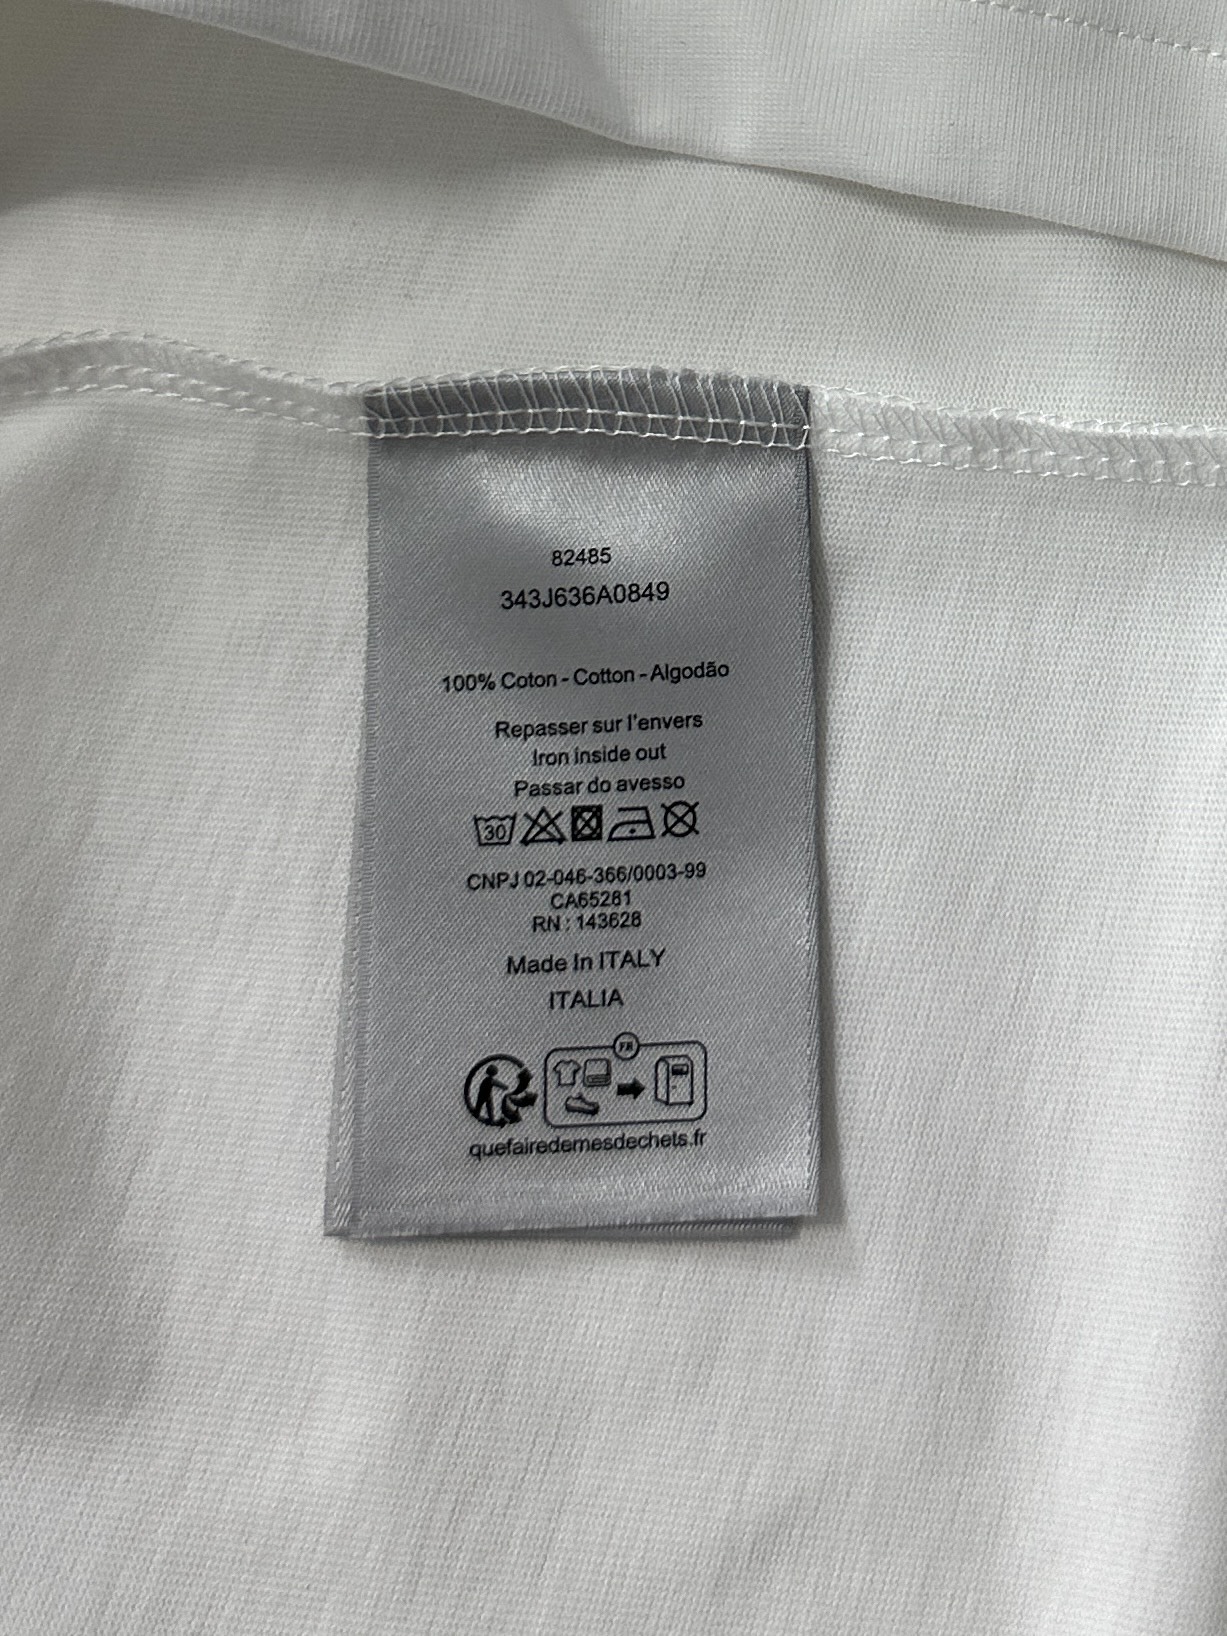 82485
343J636A0849
100% Coton - Cotton - Algodão
Repasser sur l'envers
Iron inside out
Passar do avesso
30
CNPJ 02-046-366/0003-99
CA65281
RN : 143628
Made In ITALY
ITALIA
FR
quefairedemesdechets.fr